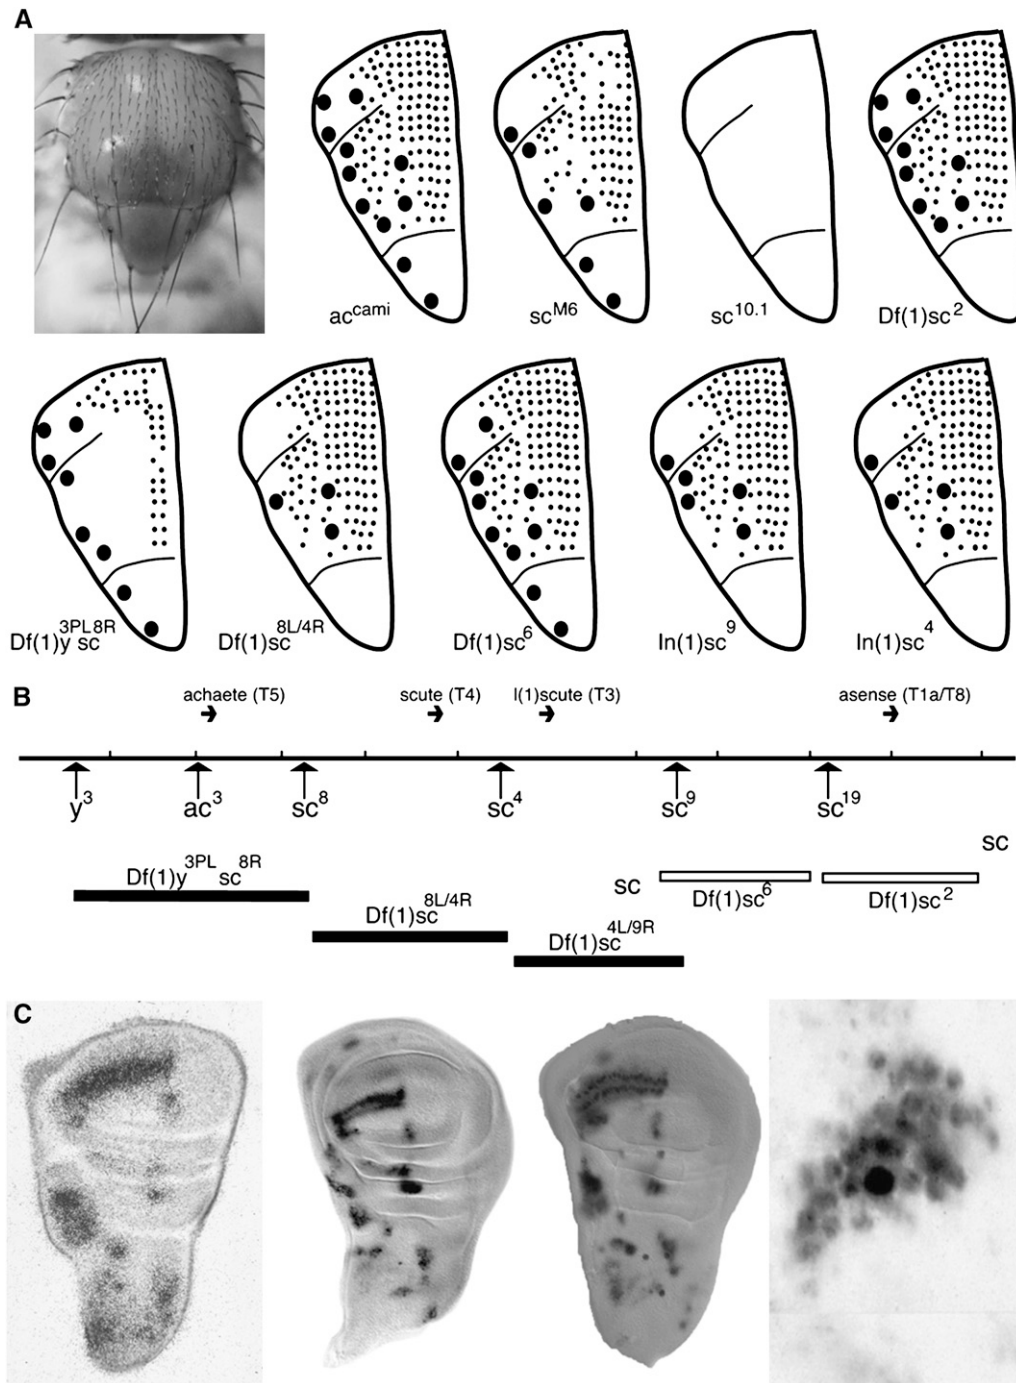 A
ac^cami
sc^M6
sc^10.1
Df(1)sc^2
Df(1)y^3PL sc^8R
Df(1)sc^8L/4R
Df(1)sc^6
In(1)sc^9
In(1)sc^4
B
achaete (T5)
scute (T4)
l(1)scute (T3)
asense (T1a/T8)
y^3
ac^3
sc^8
sc^4
sc^9
sc^19
sc
Df(1)y^3PL sc^8R
sc
Df(1)sc^6
Df(1)sc^2
Df(1)sc^8L/4R
Df(1)sc^4L/9R
C